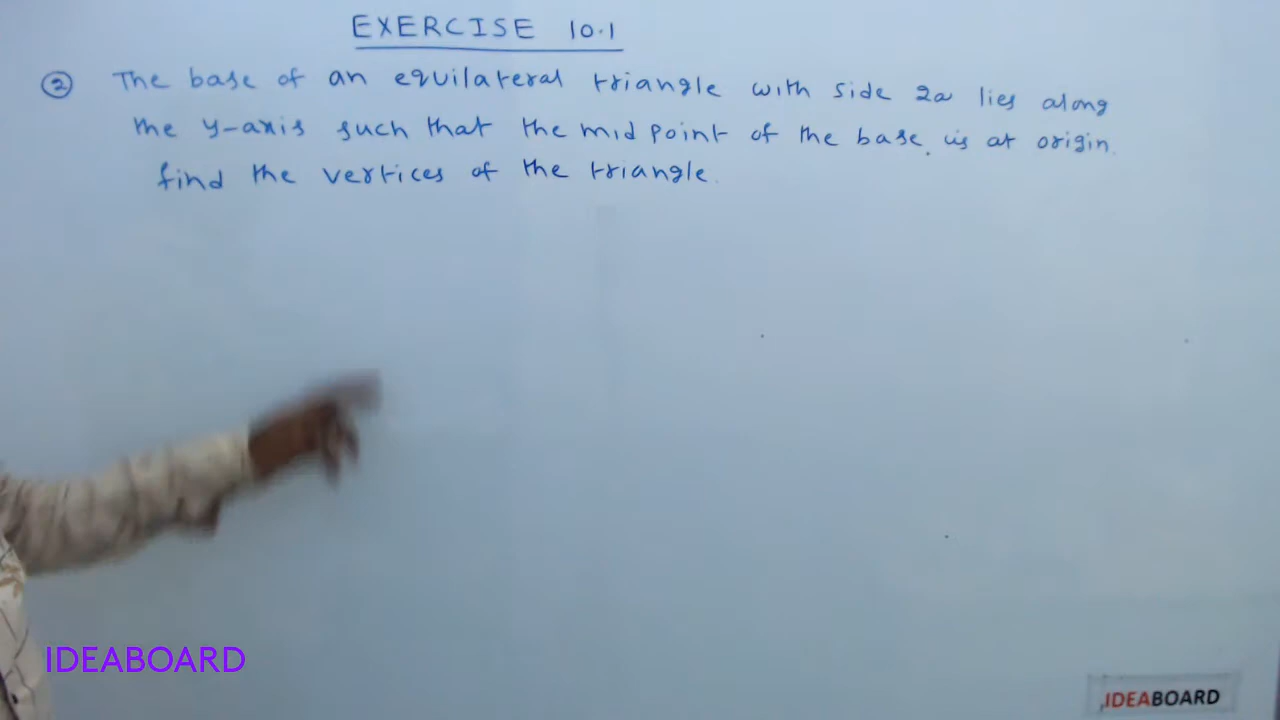 EXERCISE 10.1
② The base of an equilateral triangle with side 2a lies along
the y-axis such that the mid point of the base. is at origin.
find the vertices of the triangle.
IDEABOARD
IDEABOARD